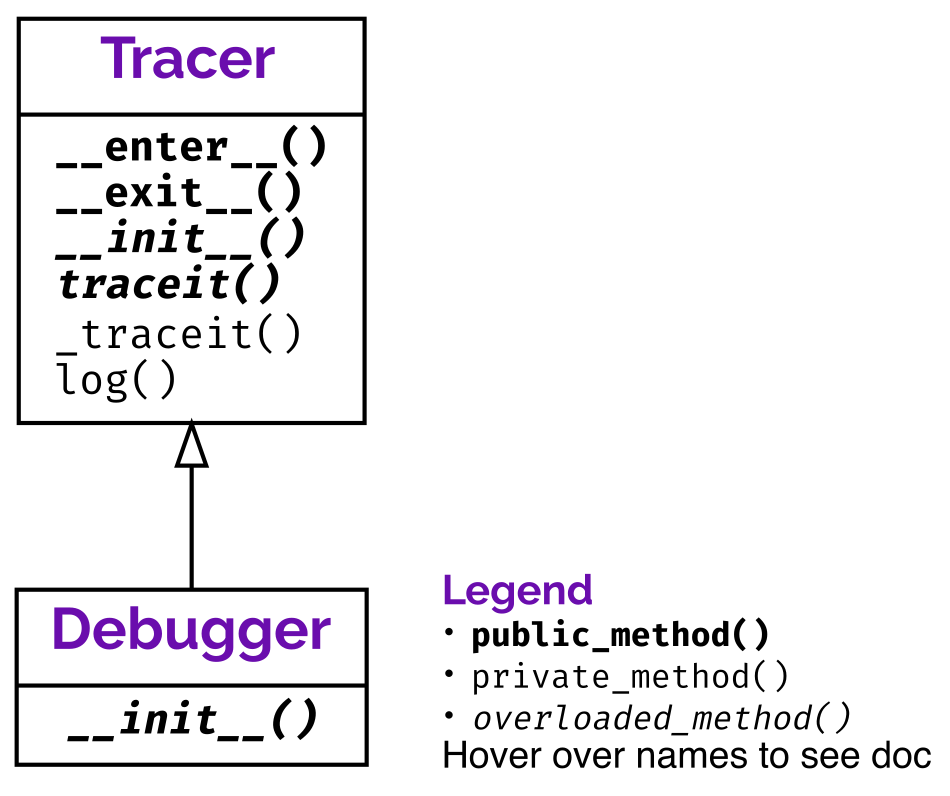 Tracer
__enter__()
__exit__()
__init__()
traceit()
_traceit()
log()
Debugger
__init__()
Legend
• public_method()
• private_method()
• overloaded_method()
Hover over names to see doc